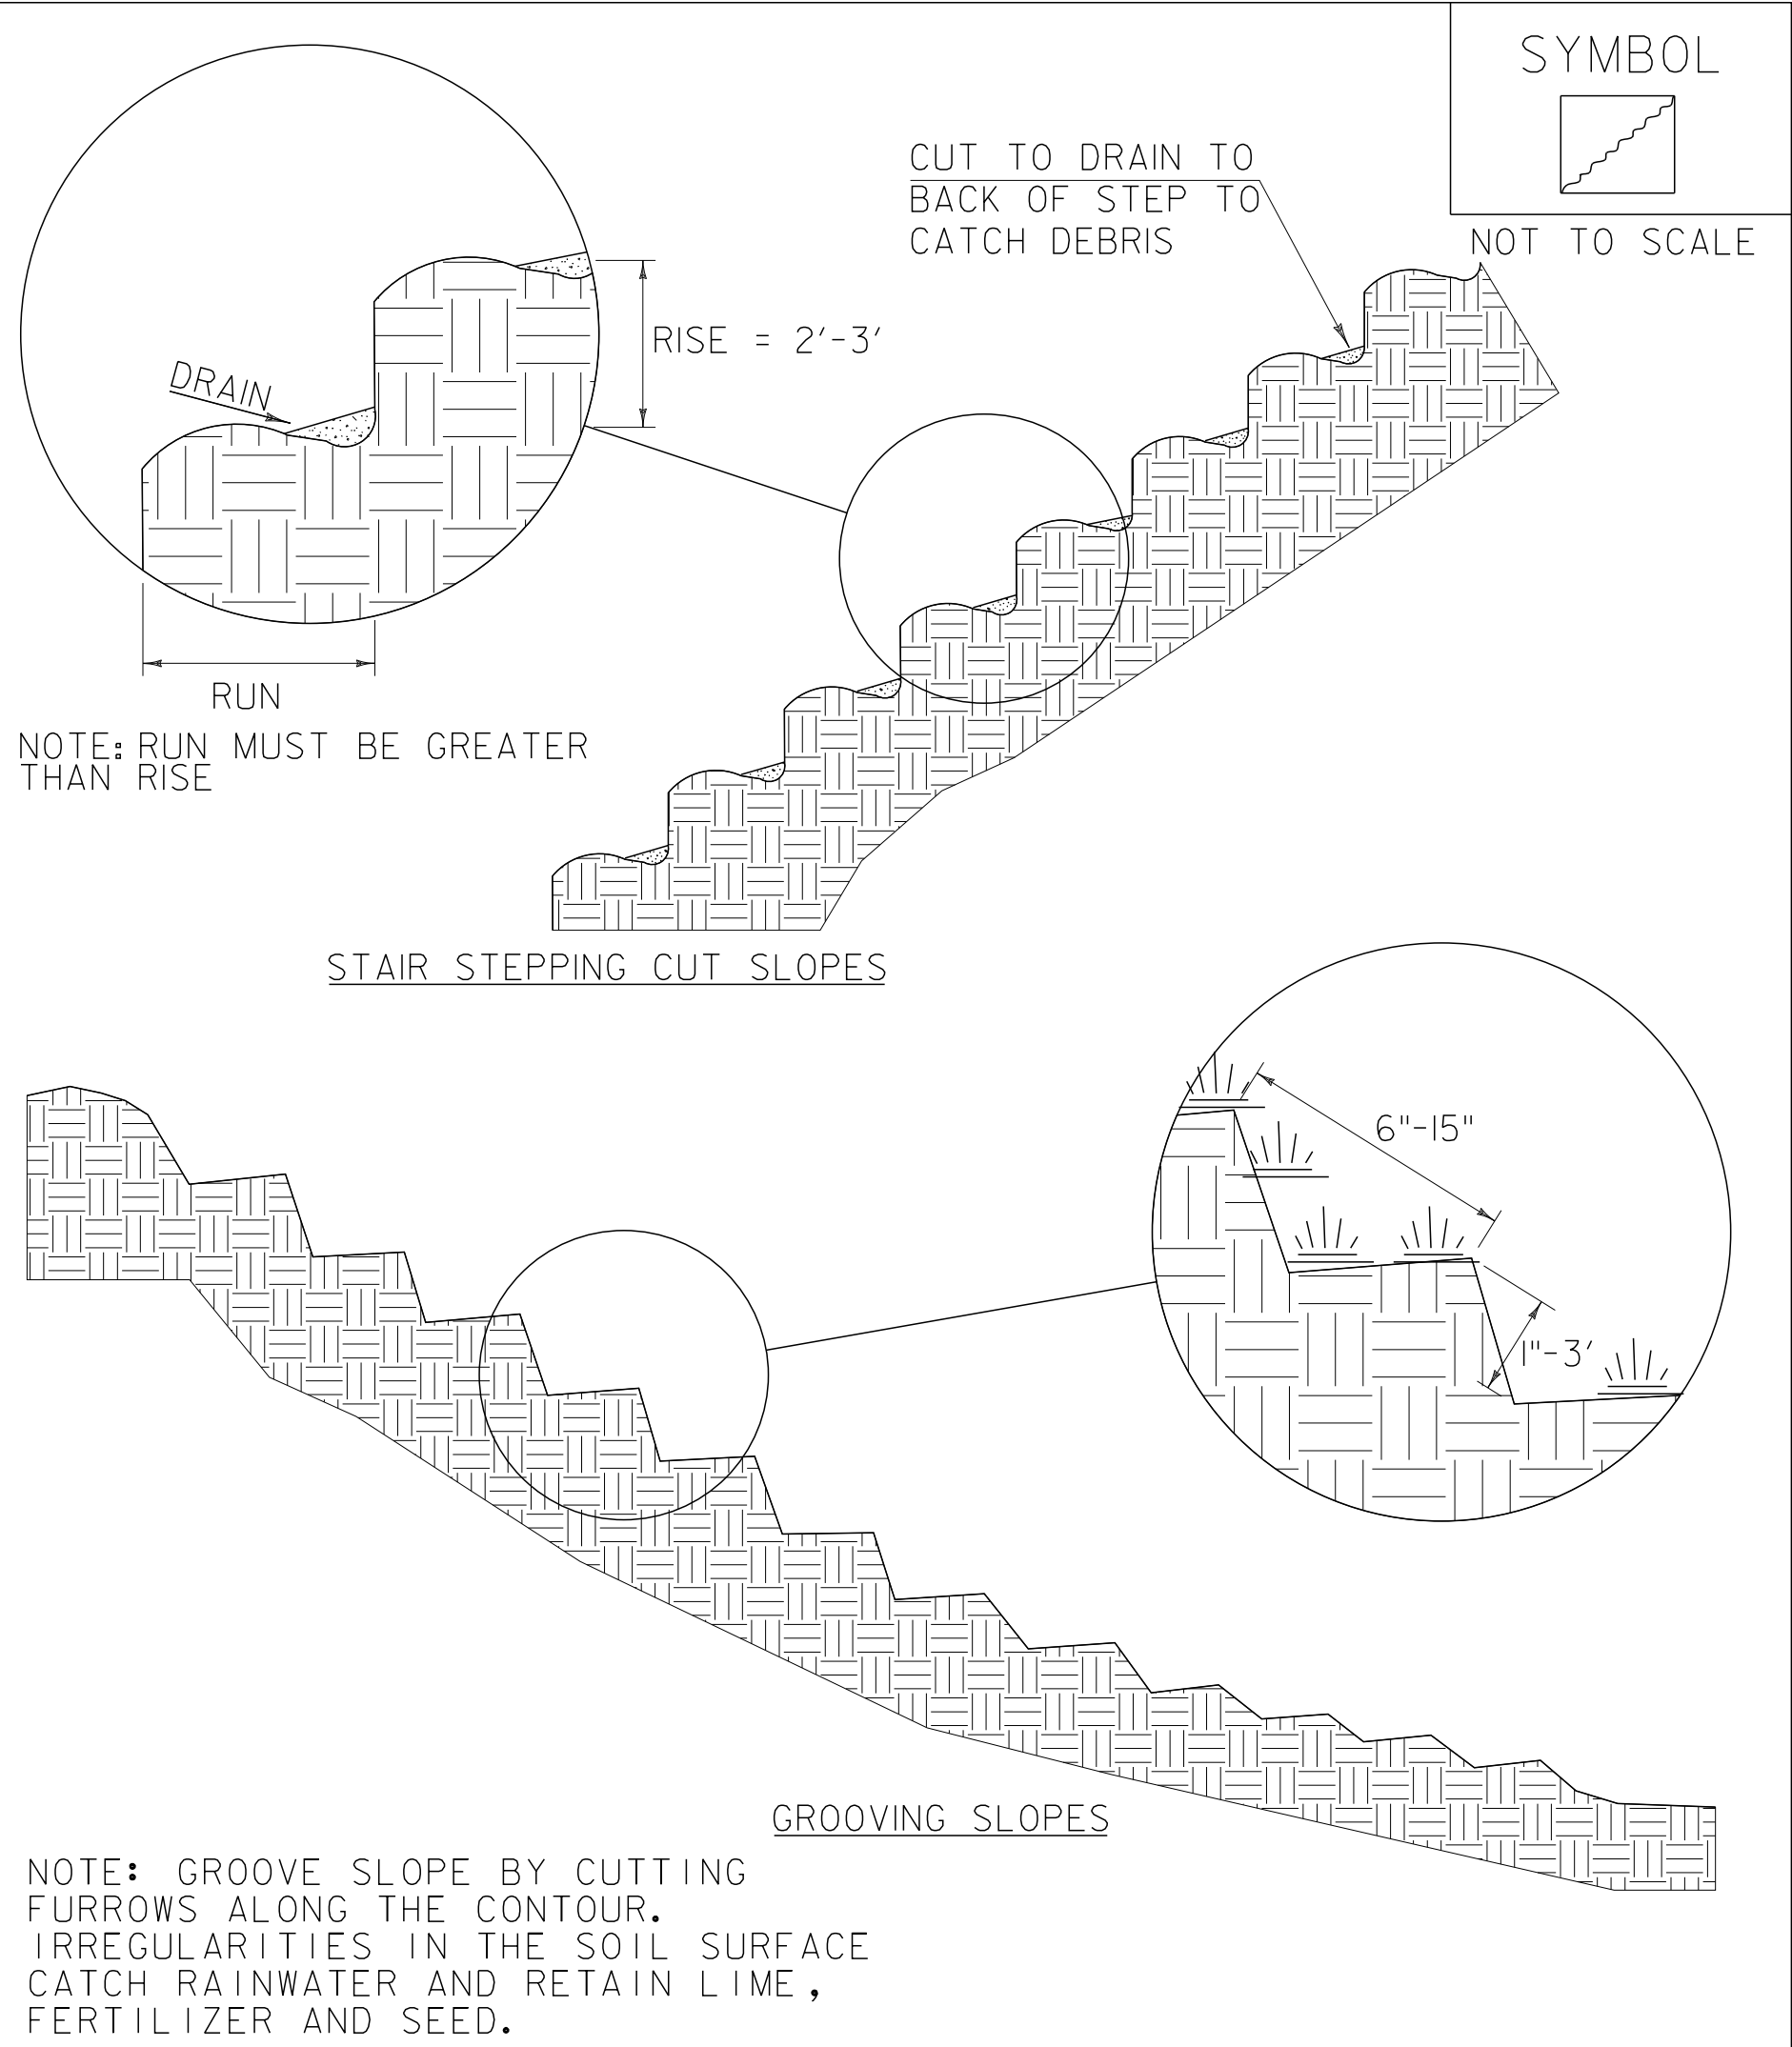 SYMBOL
NOT TO SCALE
CUT TO DRAIN TO
BACK OF STEP TO
CATCH DEBRIS
RISE = 2'-3'
DRAIN
RUN
NOTE: RUN MUST BE GREATER
THAN RISE
STAIR STEPPING CUT SLOPES
6"-15"
1"-3'
GROOVING SLOPES
NOTE: GROOVE SLOPE BY CUTTING
FURROWS ALONG THE CONTOUR.
IRREGULARITIES IN THE SOIL SURFACE
CATCH RAINWATER AND RETAIN LIME,
FERTILIZER AND SEED.